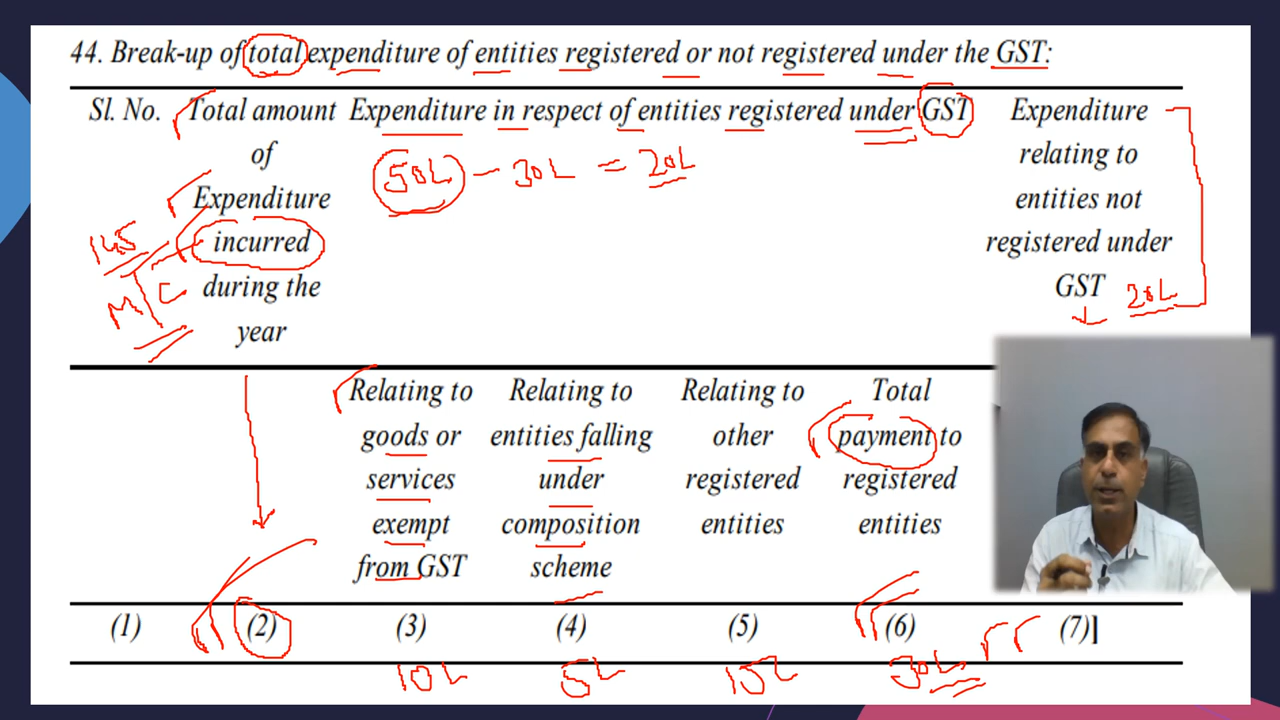 44. Break-up of total expenditure of entities registered or not registered under the GST:
Sl. No. Total amount of Expenditure incurred during the year
Expenditure in respect of entities registered under GST
Expenditure relating to entities not registered under GST
50L - 30L = 20L
145
M/C
20L
Relating to goods or services exempt from GST
Relating to entities falling under composition scheme
Relating to other registered entities
Total payment to registered entities
(1) (2) (3) (4) (5) (6) (7)]
10L 5L 15L 30L